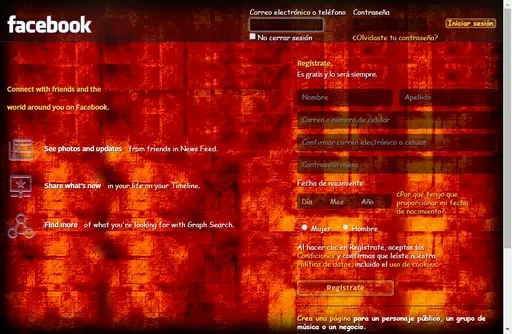 facebook
Correo electrónico o teléfono
Contraseña
Iniciar sesión
No cerrar sesión
¿Olvidaste tu contraseña?
Connect with friends and the
world around you on Facebook.
See photos and updates from friends in News Feed.
Share what's new in your life on your Timeline.
Find more of what you're looking for with Graph Search.
Regístrate
Es gratis y lo será siempre.
Nombre
Apellido
Correo o número de celular
Confirmar correo electrónico o celular
Contraseña nueva
Fecha de nacimiento
Día Mes Año
¿Por qué tengo que
proporcionar mi fecha
de nacimiento?
Mujer Hombre
Al hacer clic en Regístrate, aceptas las
Condiciones y confirmas que leíste nuestra
Política de datos, incluido el uso de cookies.
Regístrate
Crea una página para un personaje público, un grupo de
música o un negocio.